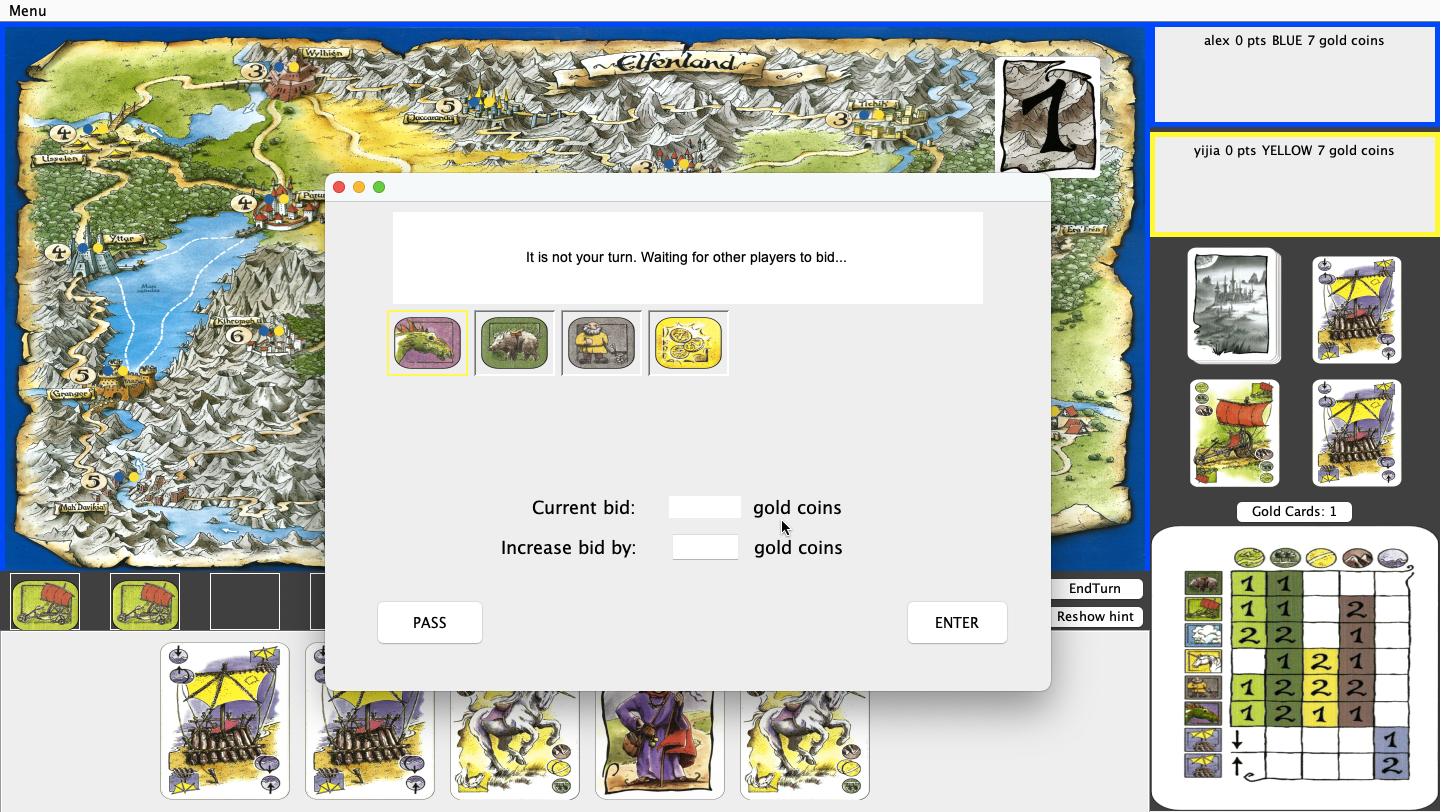 Menu
alex 0 pts BLUE 7 gold coins
yijia 0 pts YELLOW 7 gold coins
Elfenland
Wylhien
3
5
Jaccaranda
Tichih
3
4
Usselen
3
1
4
Parun
Yttar
4
Kihromah
6
5
Grangor
5
Mah'Davikia
It is not your turn. Waiting for other players to bid...
Current bid: gold coins
Increase bid by: gold coins
PASS
ENTER
Gold Cards: 1
EndTurn
Reshow hint
1 1
1 1 2
2 2 1
1 2 1
1 2 2 2
1 2 1 1
1
2